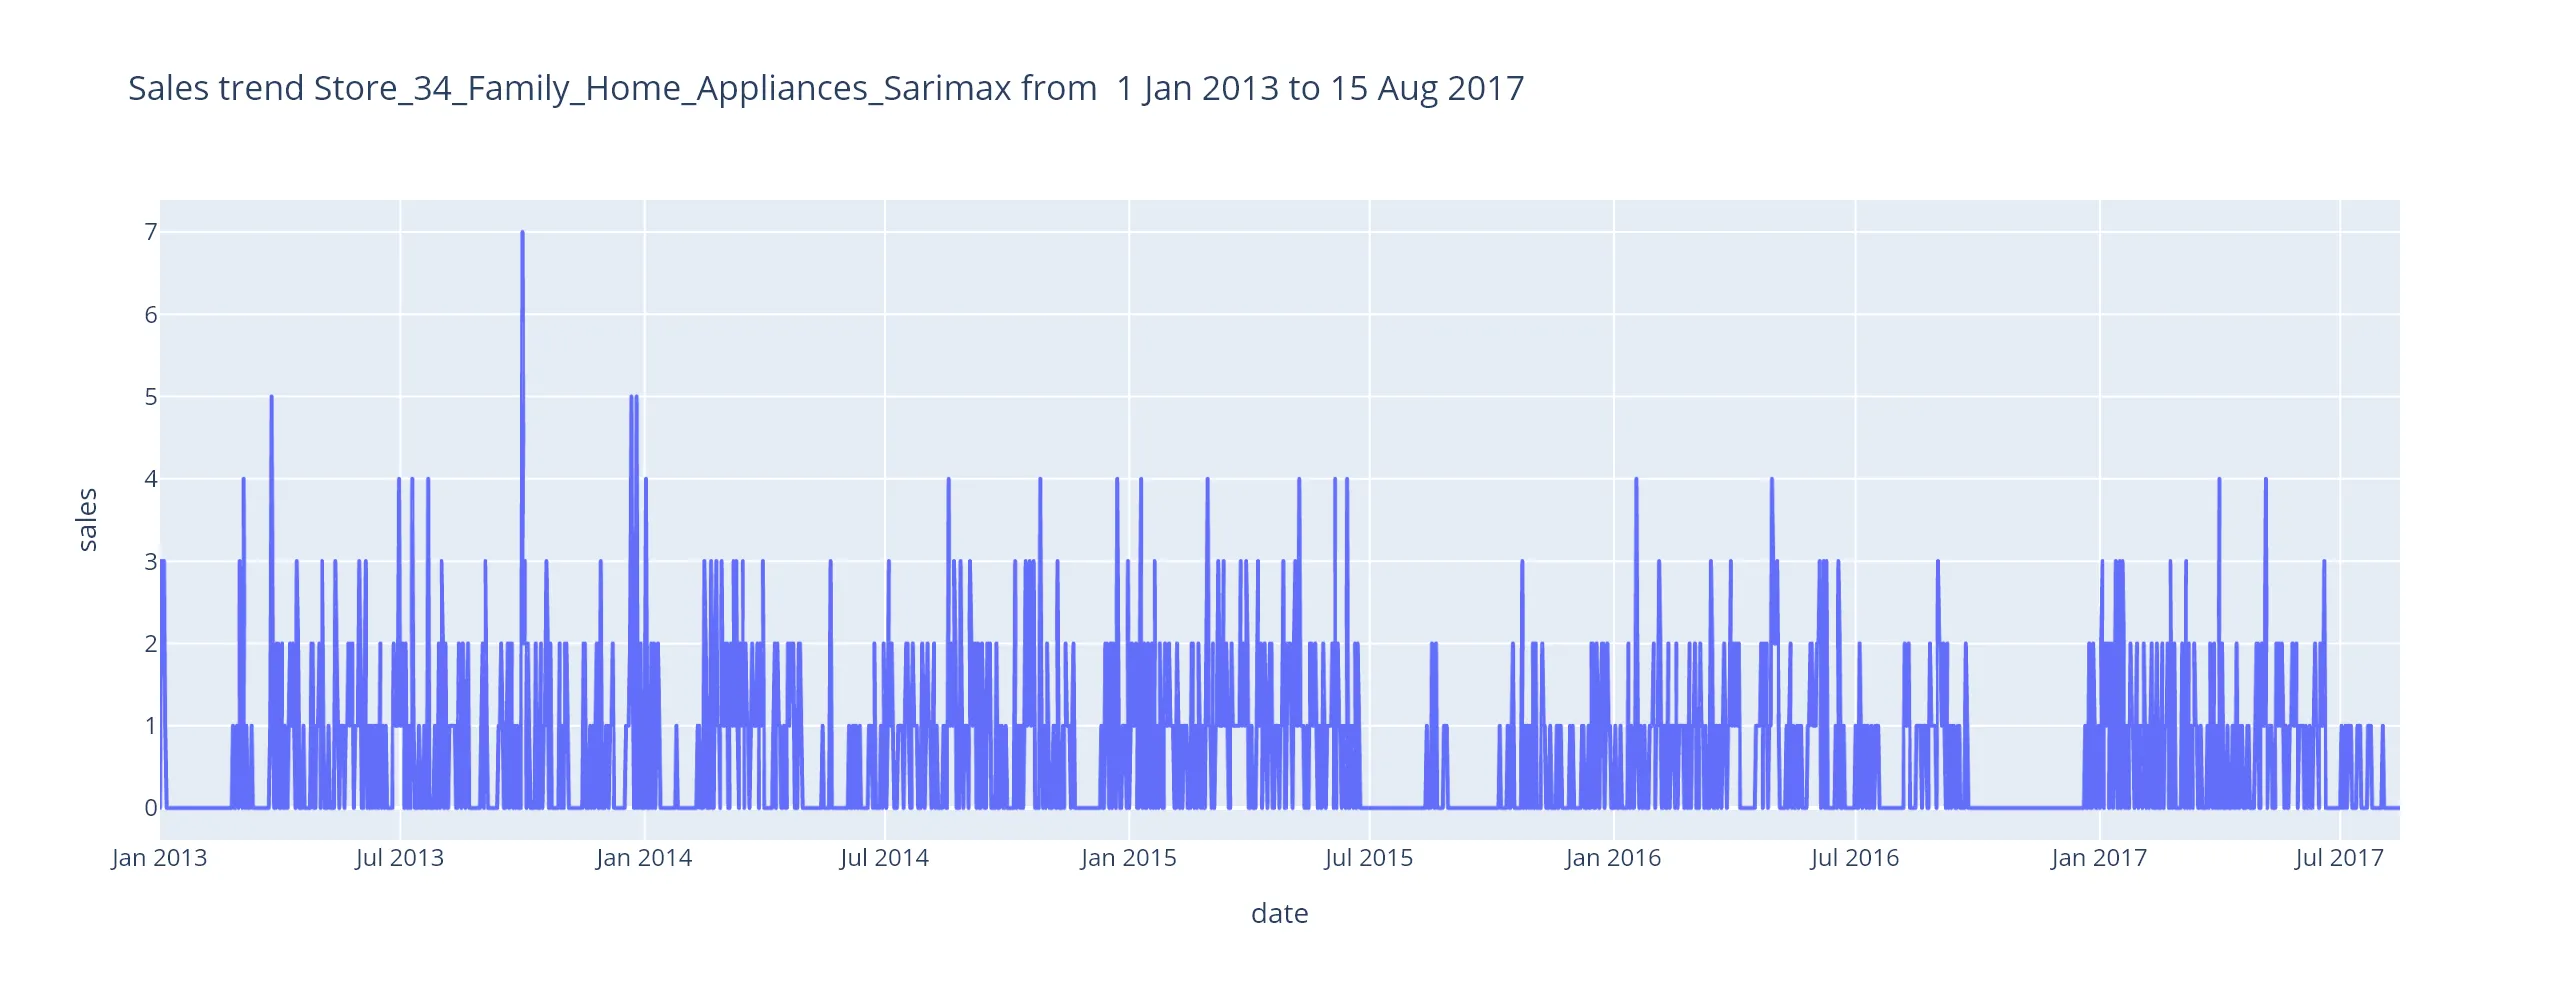 Sales trend Store_34_Family_Home_Appliances_Sarimax from  1 Jan 2013 to 15 Aug 2017
7
6
5
4
3
2
1
0
sales
Jan 2013 Jul 2013 Jan 2014 Jul 2014 Jan 2015 Jul 2015 Jan 2016 Jul 2016 Jan 2017 Jul 2017
date